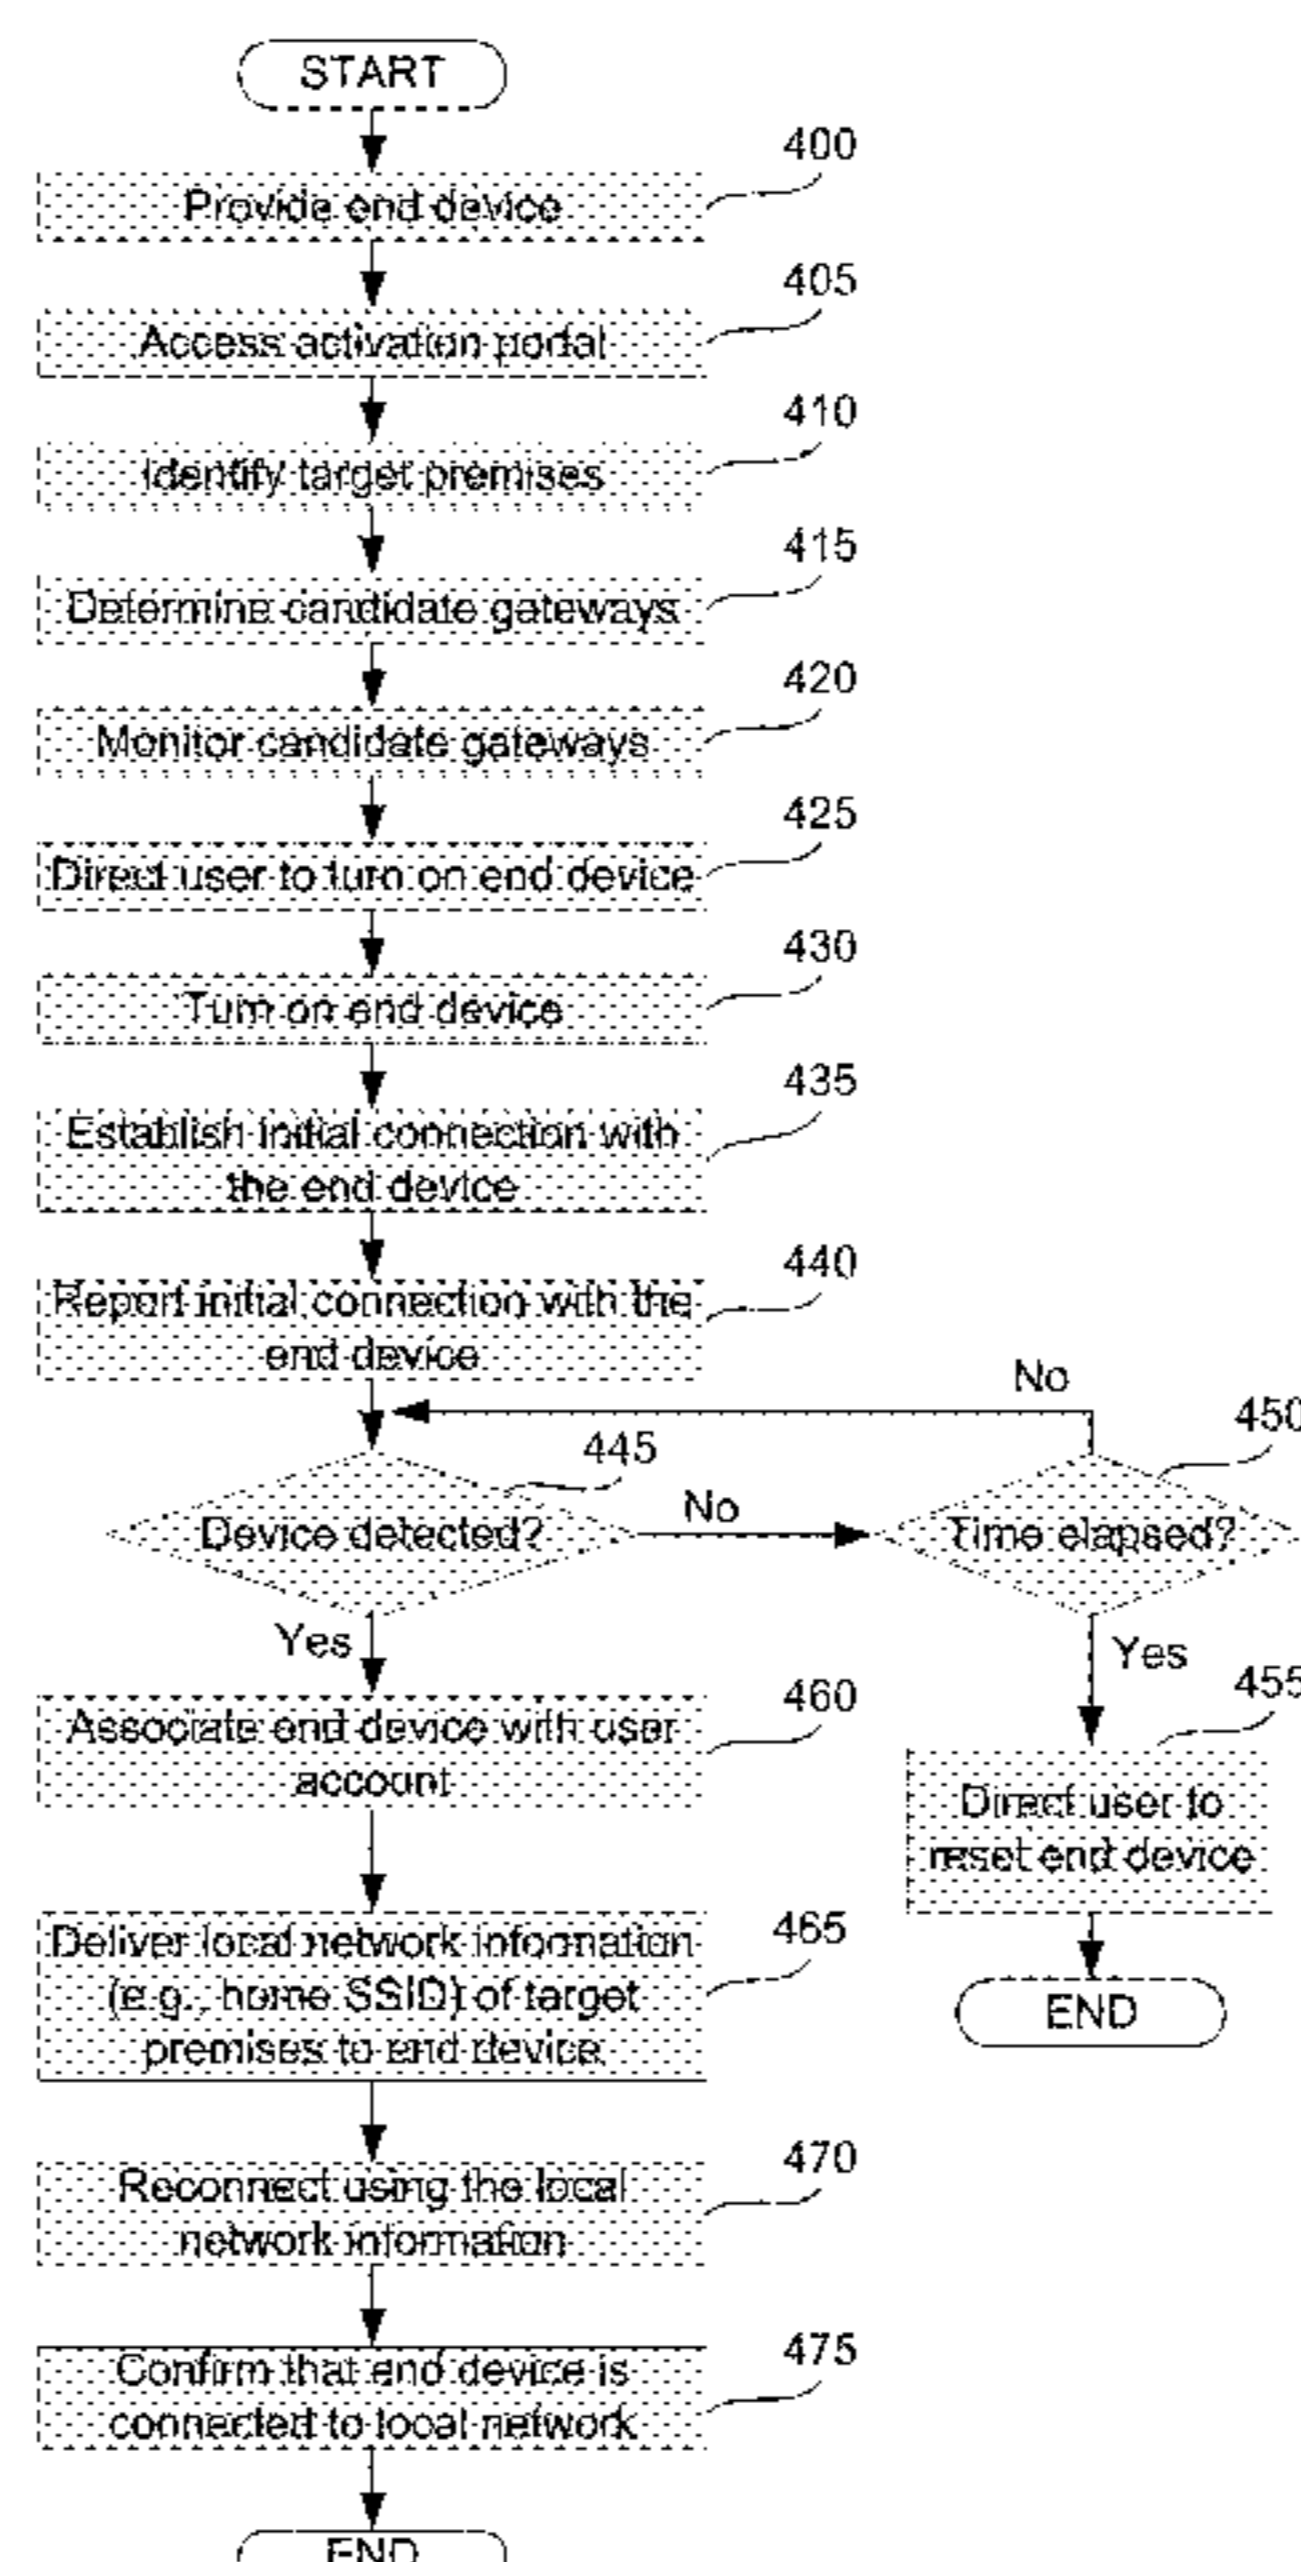 START
400
Provide end device
405
Access activation portal
410
Identify target premises
415
Determine candidate gateways
420
Monitor candidate gateways
425
Direct user to turn on end device
430
Turn on end device
435
Establish initial connection with
the end device
440
Report initial connection with the
end device
No
450
445
Device detected?
No
Time elapsed?
Yes
Yes
460
455
Associate end device with user
account
Direct user to
reset end device
465
Deliver local network information
(e.g., home SSID) of target
premises to end device
END
470
Reconnect using the local
network information
475
Confirm that end device is
connected to local network
END